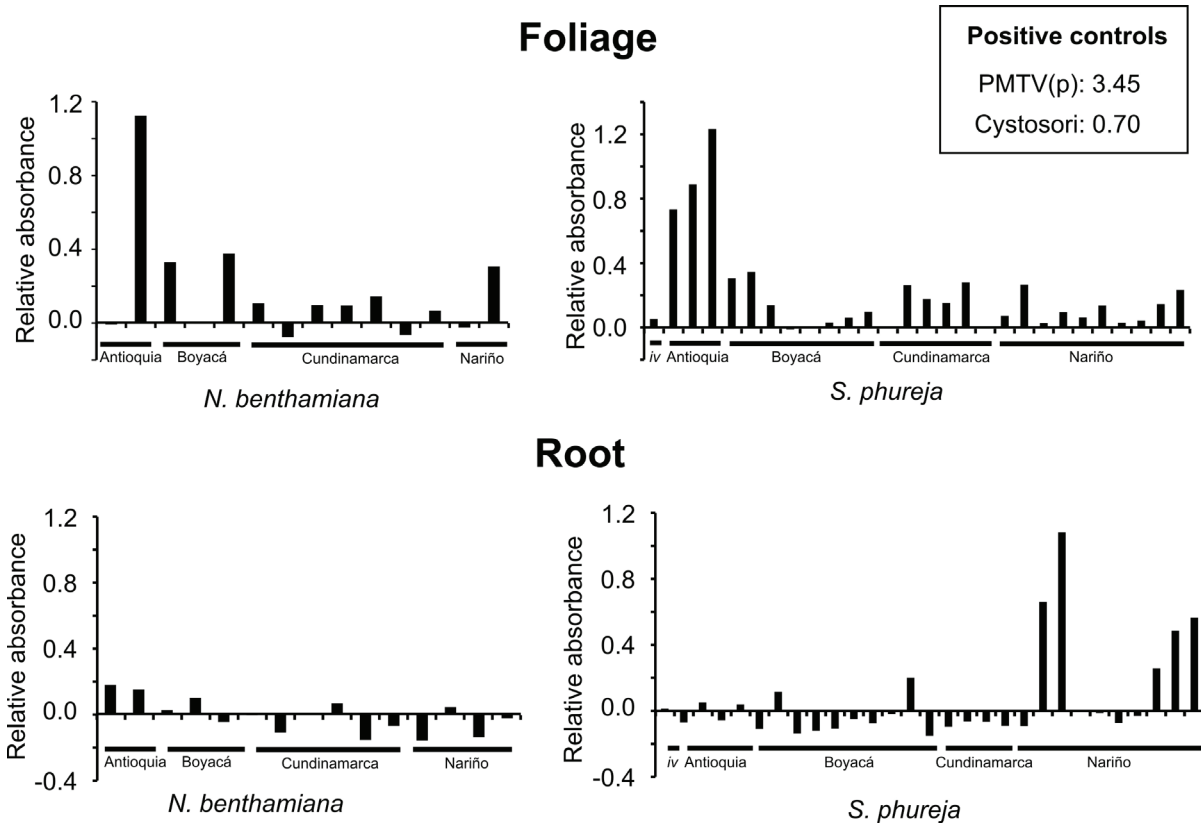 Foliage
Positive controls
PMTV(p): 3.45
Cystosori: 0.70
Relative absorbance
1.2
0.8
0.4
0.0
Antioquia
Boyacá
Cundinamarca
Nariño
N. benthamiana
Relative absorbance
1.2
0.8
0.4
0.0
iv
Antioquia
Boyacá
Cundinamarca
Nariño
S. phureja
Root
Relative absorbance
1.2
0.8
0.4
0.0
-0.4
Antioquia
Boyacá
Cundinamarca
Nariño
N. benthamiana
Relative absorbance
1.2
0.8
0.4
0.0
-0.4
iv
Antioquia
Boyacá
Cundinamarca
Nariño
S. phureja